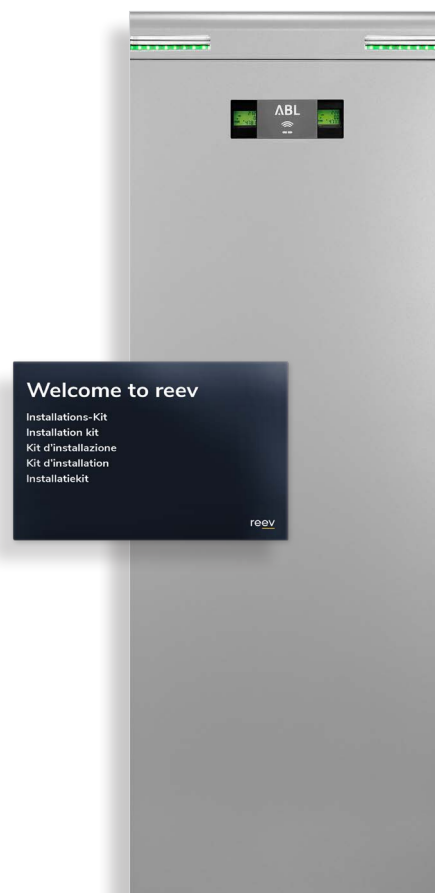 ABL
Welcome to reev
Installations-Kit
Installation kit
Kit d'installazione
Kit d'installation
Installatiekit
reev